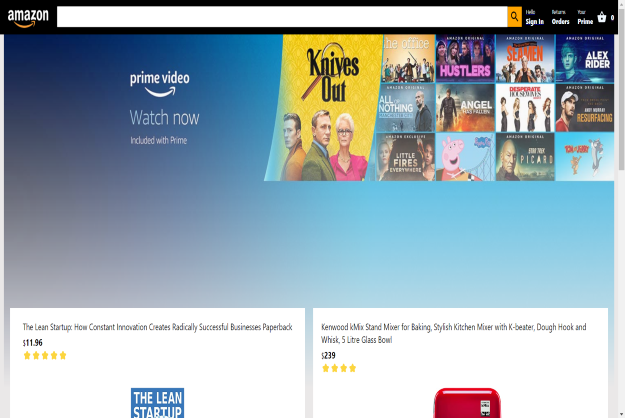 amazon
Hello
Sign In
Returns
Orders
Your
Prime
0
prime video
Watch now
Included with Prime
Knives
Out
the office
AMAZON ORIGINAL
HUSTLERS
AMAZON ORIGINAL
SEAMEN
AMAZON ORIGINAL
ALEX
RIDER
AMAZON ORIGINAL
ALL OR
NOTHING
ANGEL
HAS FALLEN
DESPERATE
HOUSEWIVES
AMAZON ORIGINAL
ANDY MURRAY
RESURFACING
AMAZON EXCLUSIVE
LITTLE
FIRES
EVERYWHERE
AMAZON ORIGINAL
STAR TREK
PICARD
TOM and JERRY
The Lean Startup: How Constant Innovation Creates Radically Successful Businesses Paperback
$11.96
Kenwood kMix Stand Mixer for Baking, Stylish Kitchen Mixer with K-beater, Dough Hook and
Whisk, 5 Litre Glass Bowl
$239
THE LEAN
STARTUP